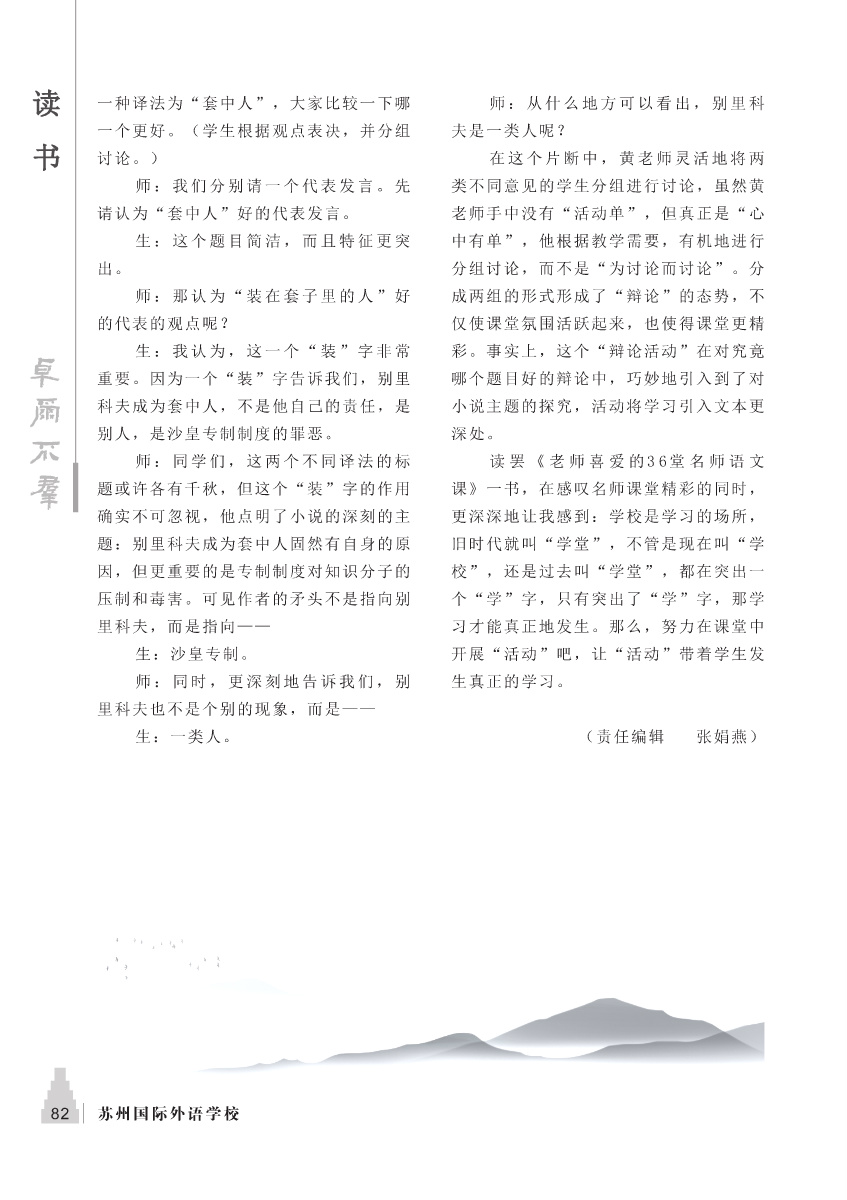 读
书
卓尔不群
一种译法为“套中人”，大家比较一下哪
一个更好。（学生根据观点表决，并分组
讨论。）
师：我们分别请一个代表发言。先
请认为“套中人”好的代表发言。
生：这个题目简洁，而且特征更突
出。
师：那认为“装在套子里的人”好
的代表的观点呢？
生：我认为，这一个“装”字非常
重要。因为一个“装”字告诉我们，别里
科夫成为套中人，不是他自己的责任，是
别人，是沙皇专制制度的罪恶。
师：同学们，这两个不同译法的标
题或许各有千秋，但这个“装”字的作用
确实不可忽视，他点明了小说的深刻的主
题：别里科夫成为套中人固然有自身的原
因，但更重要的是专制制度对知识分子的
压制和毒害。可见作者的矛头不是指向别
里科夫，而是指向——
生：沙皇专制。
师：同时，更深刻地告诉我们，别
里科夫也不是个别的现象，而是——
生：一类人。
师：从什么地方可以看出，别里科
夫是一类人呢？
在这个片断中，黄老师灵活地将两
类不同意见的学生分组进行讨论，虽然黄
老师手中没有“活动单”，但真正是“心
中有单”，他根据教学需要，有机地进行
分组讨论，而不是“为讨论而讨论”。分
成两组的形式形成了“辩论”的态势，不
仅使课堂氛围活跃起来，也使得课堂更精
彩。事实上，这个“辩论活动”在对究竟
哪个题目好的辩论中，巧妙地引入到了对
小说主题的探究，活动将学习引入文本更
深处。
读罢《老师喜爱的36堂名师语文
课》一书，在感叹名师课堂精彩的同时，
更深深地让我感到：学校是学习的场所，
旧时代就叫“学堂”，不管是现在叫“学
校”，还是过去叫“学堂”，都在突出一
个“学”字，只有突出了“学”字，那学
习才能真正地发生。那么，努力在课堂中
开展“活动”吧，让“活动”带着学生发
生真正的学习。
（责任编辑　　张娟燕）
82 苏州国际外语学校